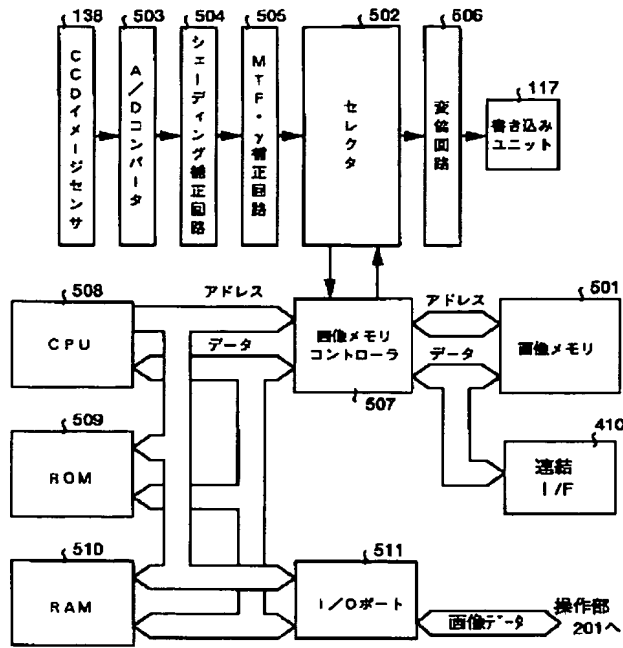 138
503
504
505
502
506
117
CCDイメージセンサ
A/Dコンバータ
シェーディング補正回路
MTF・γ補正回路
セレクタ
変倍回路
書き込み
ユニット
508
CPU
アドレス
データ
画像メモリ
コントローラ
507
アドレス
データ
501
画像メモリ
509
ROM
410
連結
I/F
510
RAM
511
I/Oポート
画像データ
操作部
201へ